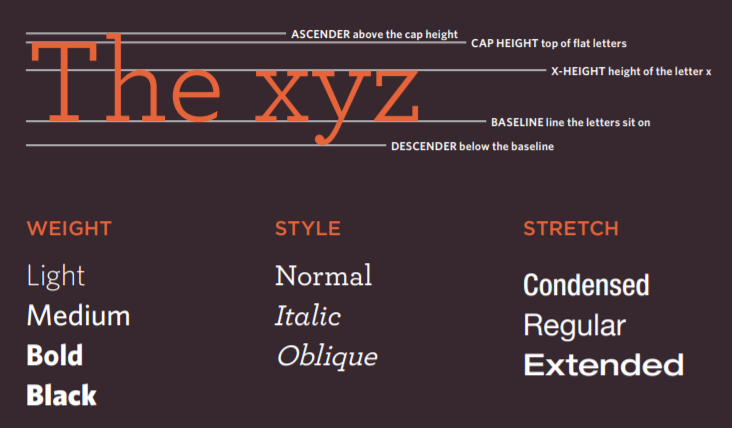 The xyz
ASCENDER above the cap height
CAP HEIGHT top of flat letters
X-HEIGHT height of the letter x
BASELINE line the letters sit on
DESCENDER below the baseline
WEIGHT
Light
Medium
Bold
Black
STYLE
Normal
Italic
Oblique
STRETCH
Condensed
Regular
Extended